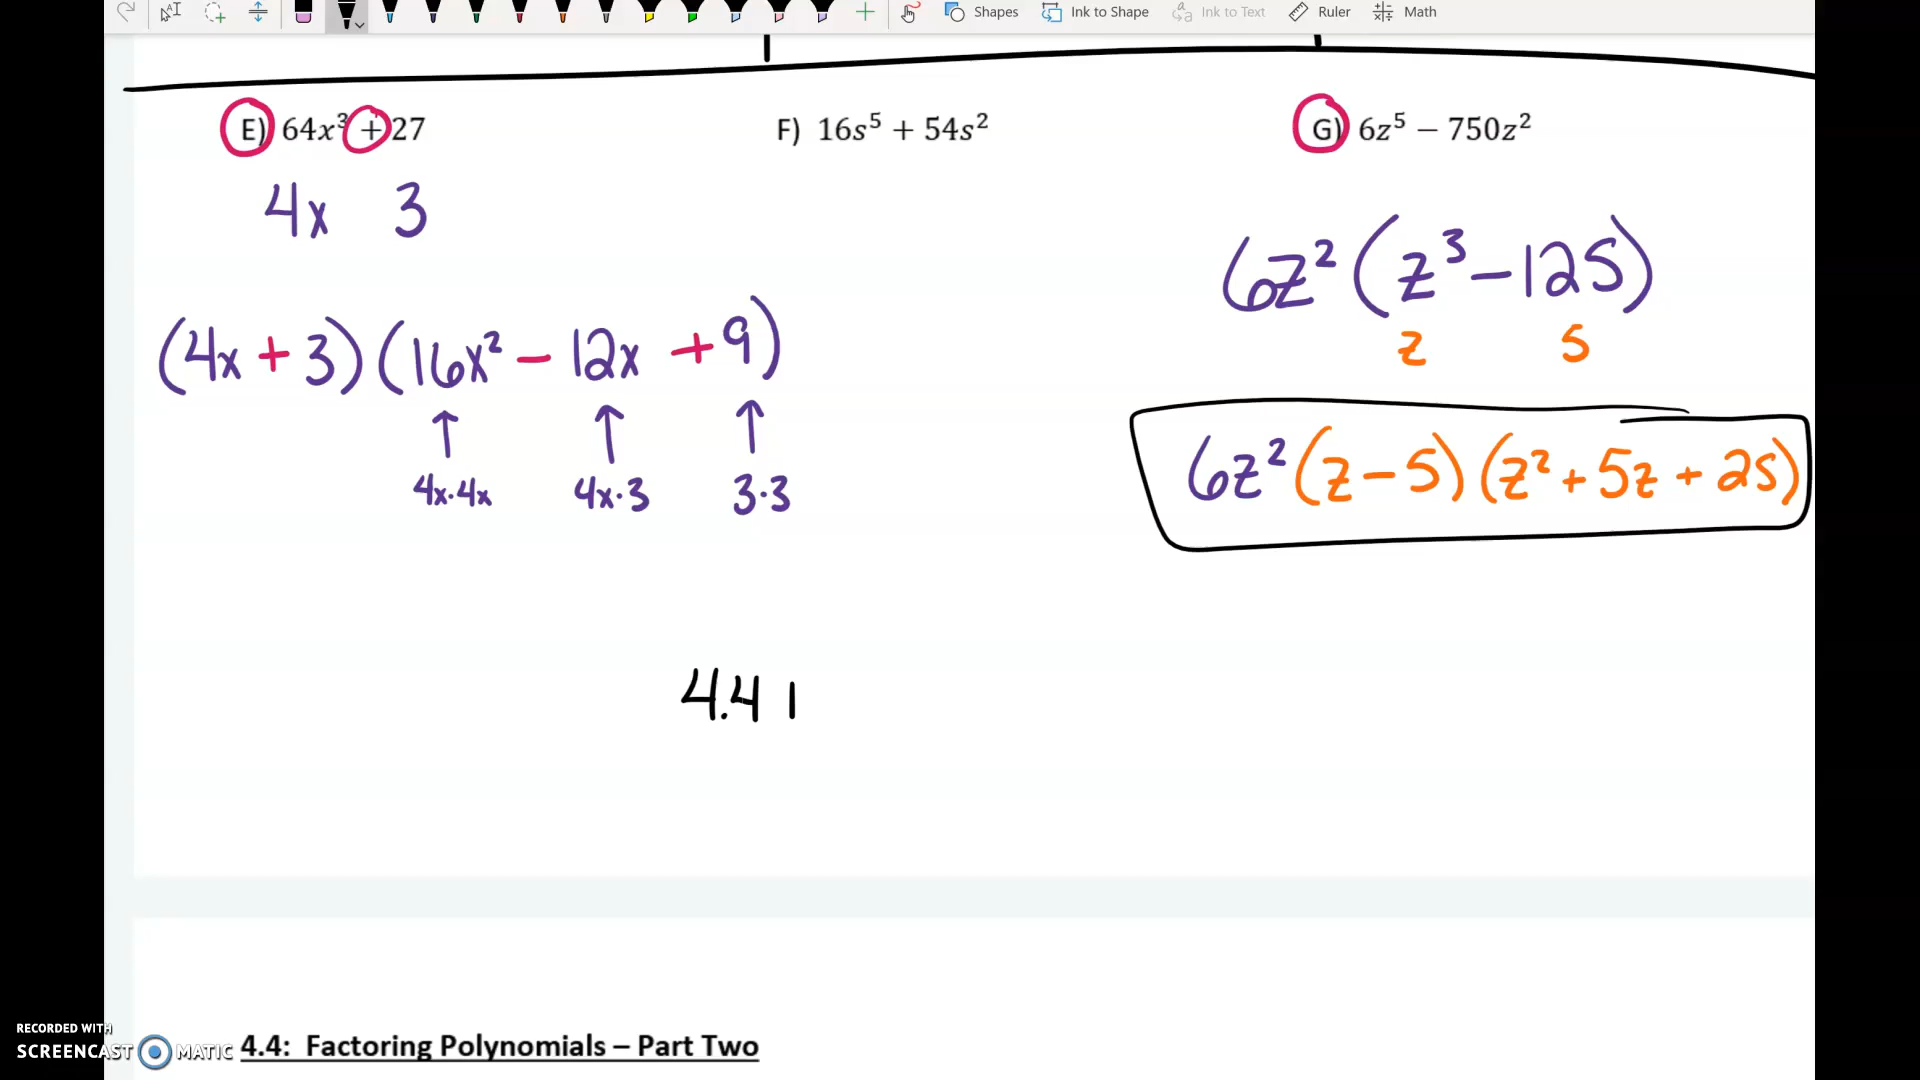 Shapes Ink to Shape Ink to Text Ruler Math
E) 64x³ + 27
F) 16s⁵ + 54s²
G) 6z⁵ − 750z²
4x 3
6z² (z³ − 125)
z 5
(4x + 3) (16x² − 12x + 9)
↑ ↑ ↑
4x·4x 4x·3 3·3
6z² (z − 5) (z² + 5z + 25)
4.4 |
RECORDED WITH
SCREENCAST MATIC
4.4: Factoring Polynomials – Part Two